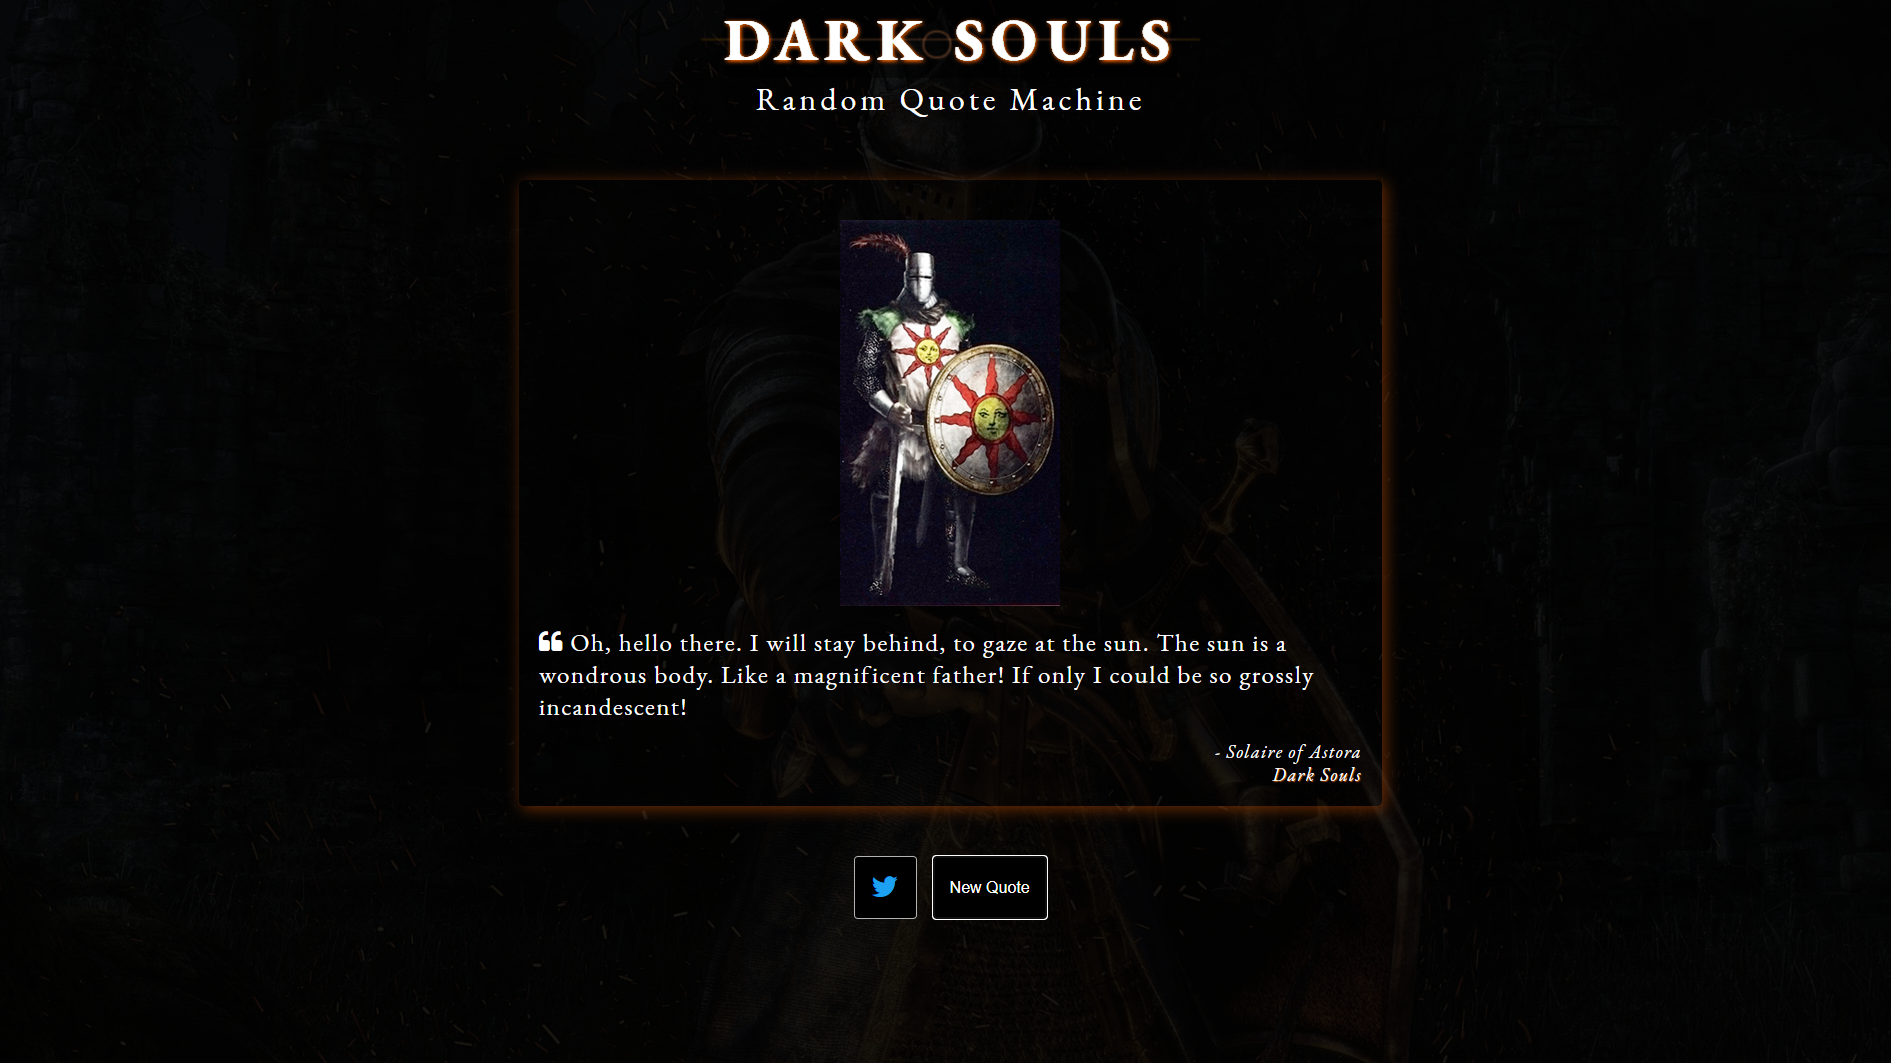 DARK SOULS
Random Quote Machine
Oh, hello there. I will stay behind, to gaze at the sun. The sun is a
wondrous body. Like a magnificent father! If only I could be so grossly
incandescent!
- Solaire of Astora
Dark Souls
New Quote